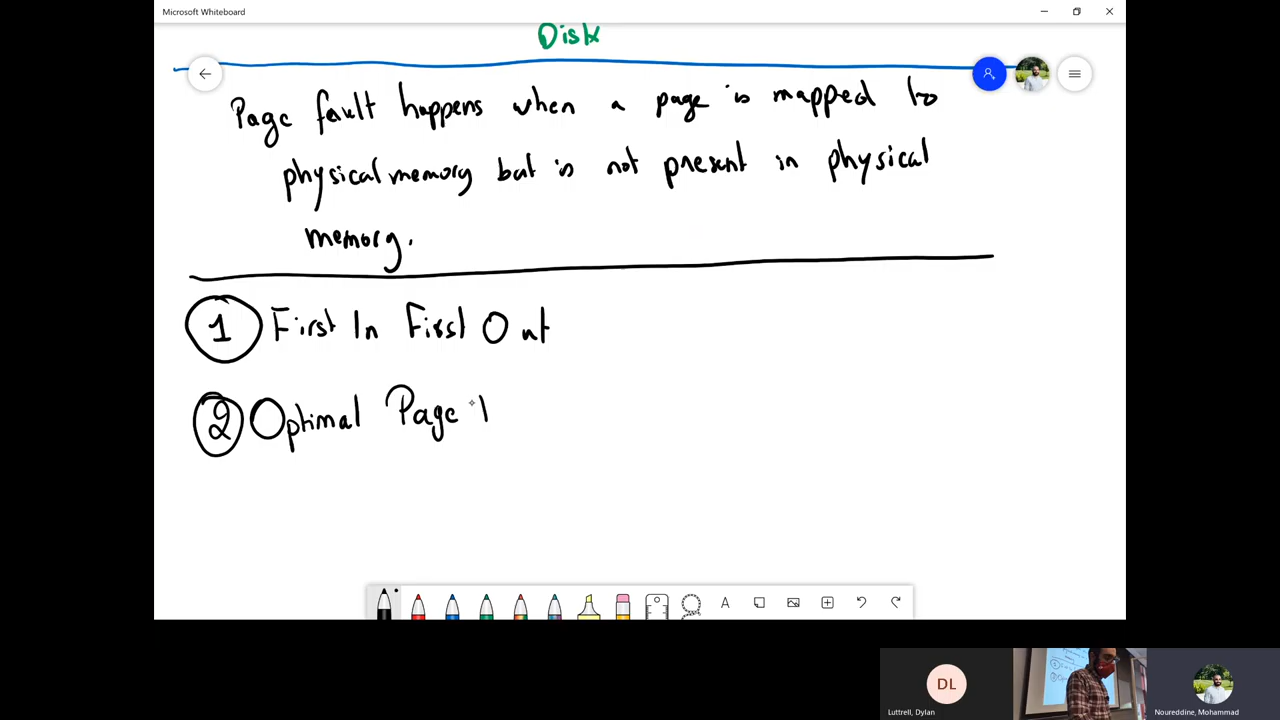 Microsoft Whiteboard
Disk
Page fault happens when a page is mapped to
physical memory but is not present in physical
memory.
1 First In First Out
2 Optimal Page
A
DL
Luttrell, Dylan
Noureddine, Mohammad